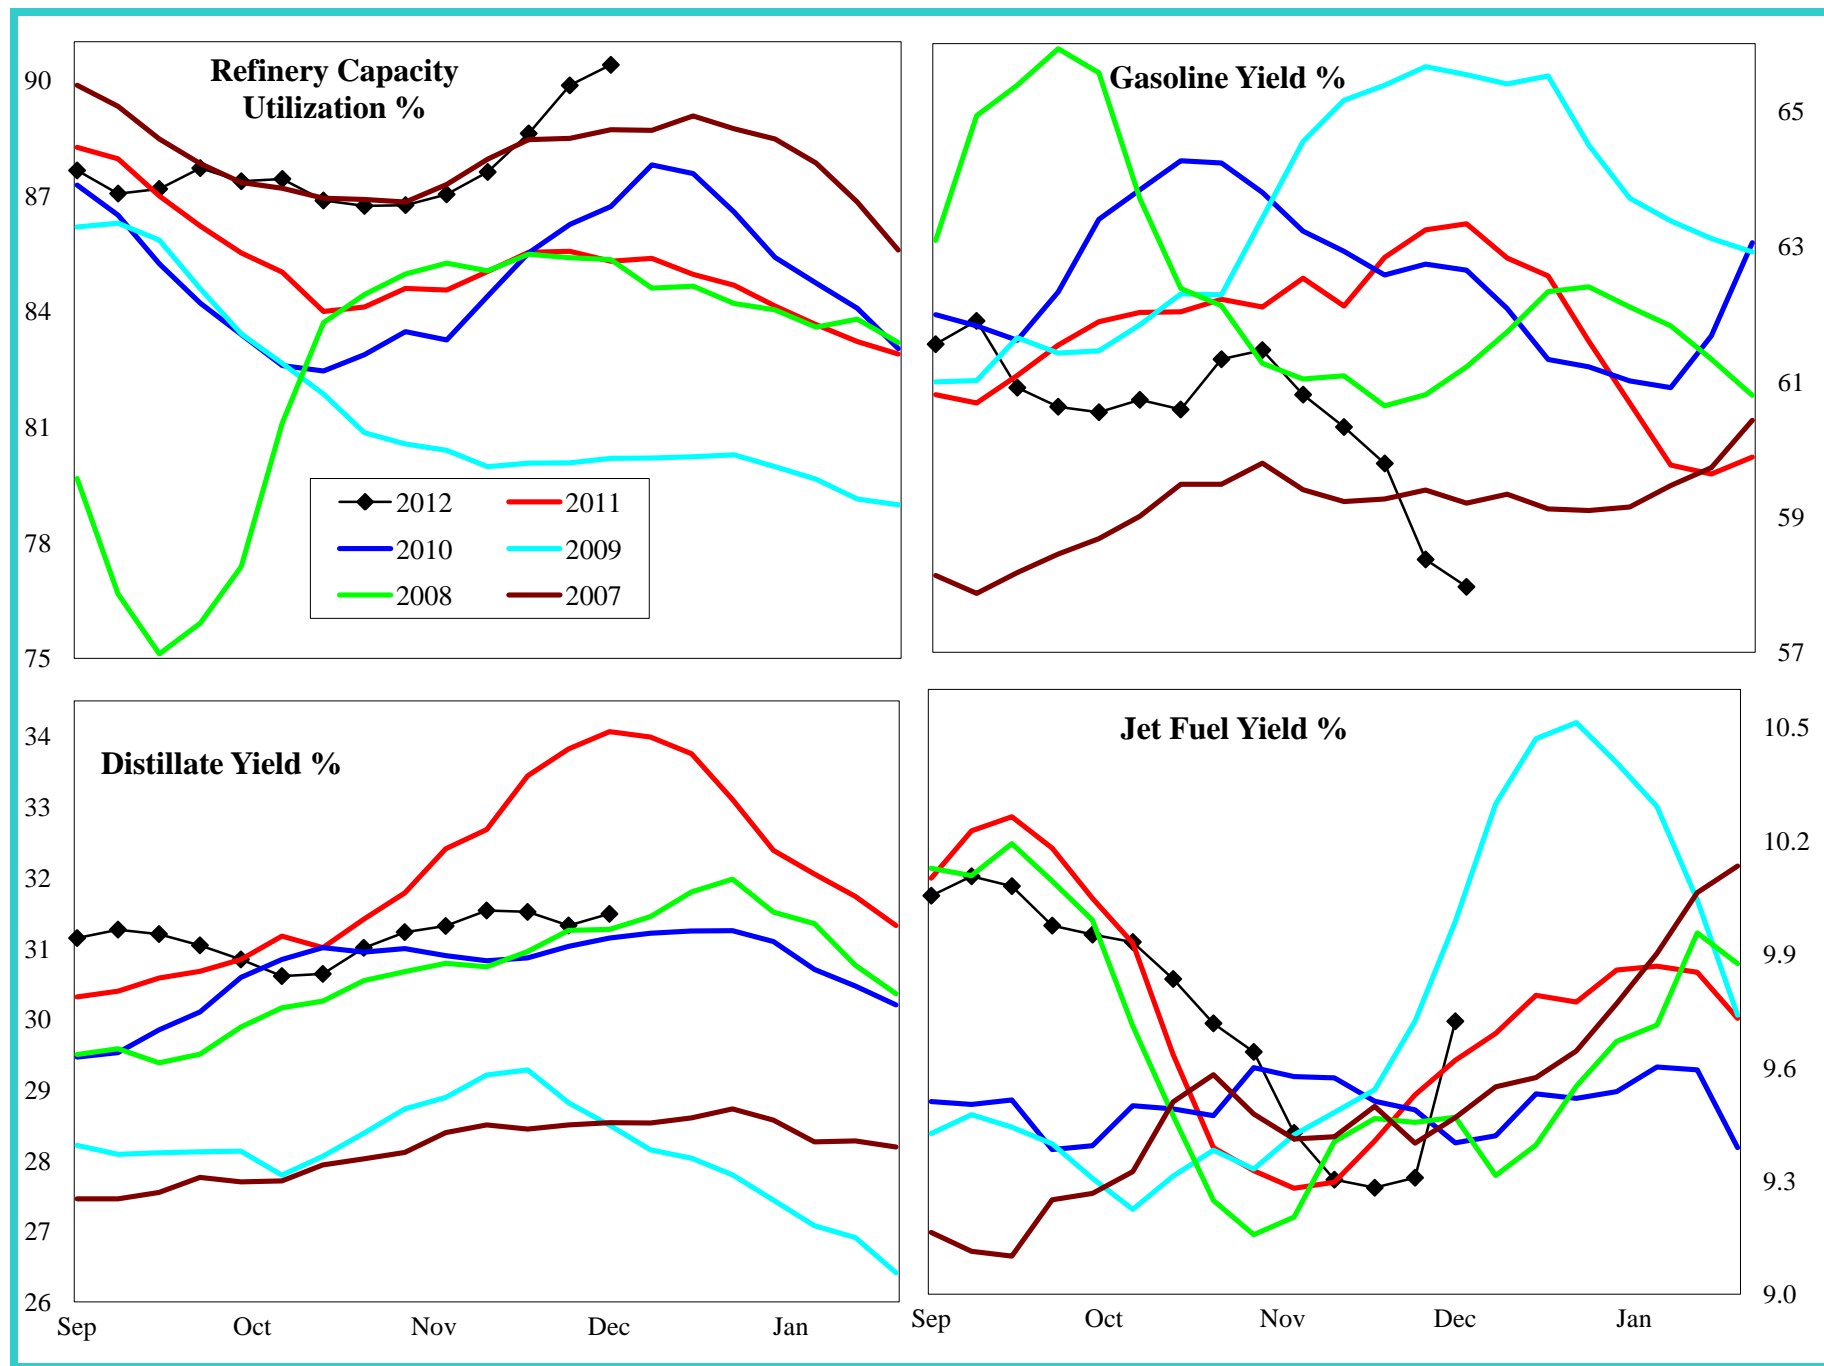 Refinery Capacity
Utilization %
90
87
84
81
78
75
2012
2011
2010
2009
2008
2007
Gasoline Yield %
65
63
61
59
57
Distillate Yield %
34
33
32
31
30
29
28
27
26
Sep
Oct
Nov
Dec
Jan
Jet Fuel Yield %
10.5
10.2
9.9
9.6
9.3
9.0
Sep
Oct
Nov
Dec
Jan